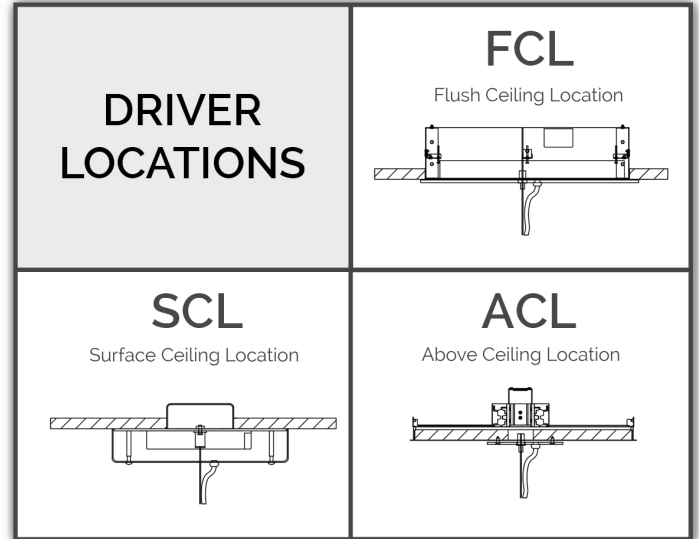 DRIVER
LOCATIONS
FCL
Flush Ceiling Location
SCL
Surface Ceiling Location
ACL
Above Ceiling Location